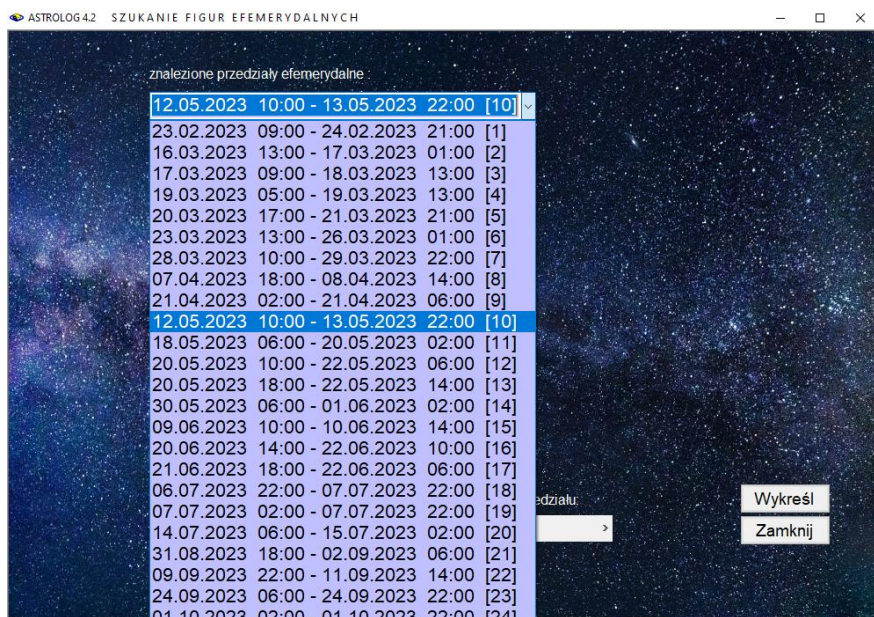 ASTROLOG 4.2 SZUKANIE FIGUR EFEMERYDALNYCH
znalezione przedziały efemerydalne :
12.05.2023 10:00 - 13.05.2023 22:00 [10]
23.02.2023 09:00 - 24.02.2023 21:00 [1]
16.03.2023 13:00 - 17.03.2023 01:00 [2]
17.03.2023 09:00 - 18.03.2023 13:00 [3]
19.03.2023 05:00 - 19.03.2023 13:00 [4]
20.03.2023 17:00 - 21.03.2023 21:00 [5]
23.03.2023 13:00 - 26.03.2023 01:00 [6]
28.03.2023 10:00 - 29.03.2023 22:00 [7]
07.04.2023 18:00 - 08.04.2023 14:00 [8]
21.04.2023 02:00 - 21.04.2023 06:00 [9]
12.05.2023 10:00 - 13.05.2023 22:00 [10]
18.05.2023 06:00 - 20.05.2023 02:00 [11]
20.05.2023 10:00 - 22.05.2023 06:00 [12]
20.05.2023 18:00 - 22.05.2023 14:00 [13]
30.05.2023 06:00 - 01.06.2023 02:00 [14]
09.06.2023 10:00 - 10.06.2023 14:00 [15]
20.06.2023 14:00 - 22.06.2023 10:00 [16]
21.06.2023 18:00 - 22.06.2023 06:00 [17]
06.07.2023 22:00 - 07.07.2023 22:00 [18]
07.07.2023 02:00 - 07.07.2023 22:00 [19]
14.07.2023 06:00 - 15.07.2023 02:00 [20]
31.08.2023 18:00 - 02.09.2023 06:00 [21]
09.09.2023 22:00 - 11.09.2023 14:00 [22]
24.09.2023 06:00 - 24.09.2023 22:00 [23]
01.10.2023 02:00 - 01.10.2023 22:00 [24]
edziału:
Wykreśl
Zamknij